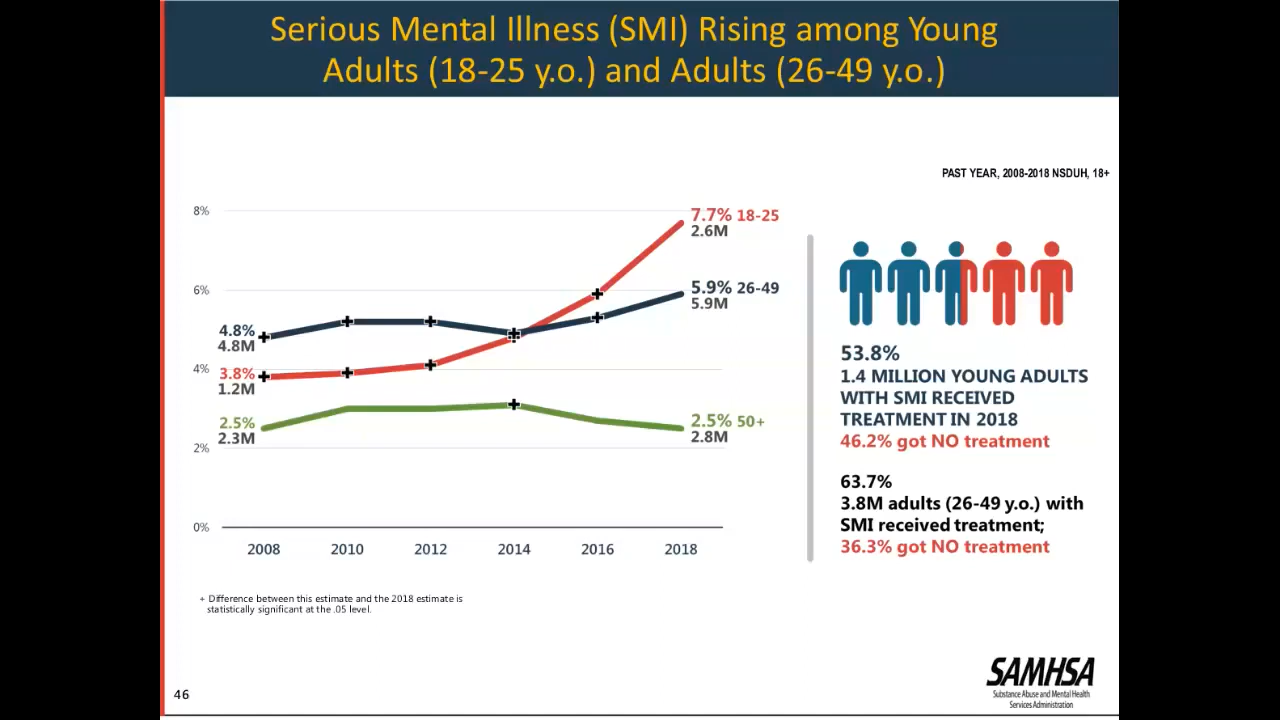 Serious Mental Illness (SMI) Rising among Young
Adults (18-25 y.o.) and Adults (26-49 y.o.)
PAST YEAR, 2008-2018 NSDUH, 18+
8%
6%
4%
2%
0%
4.8%
4.8M
3.8%
1.2M
2.5%
2.3M
7.7% 18-25
2.6M
5.9% 26-49
5.9M
2.5% 50+
2.8M
2008 2010 2012 2014 2016 2018
+ Difference between this estimate and the 2018 estimate is
statistically significant at the .05 level.
53.8%
1.4 MILLION YOUNG ADULTS
WITH SMI RECEIVED
TREATMENT IN 2018
46.2% got NO treatment
63.7%
3.8M adults (26-49 y.o.) with
SMI received treatment;
36.3% got NO treatment
46
SAMHSA
Substance Abuse and Mental Health
Services Administration